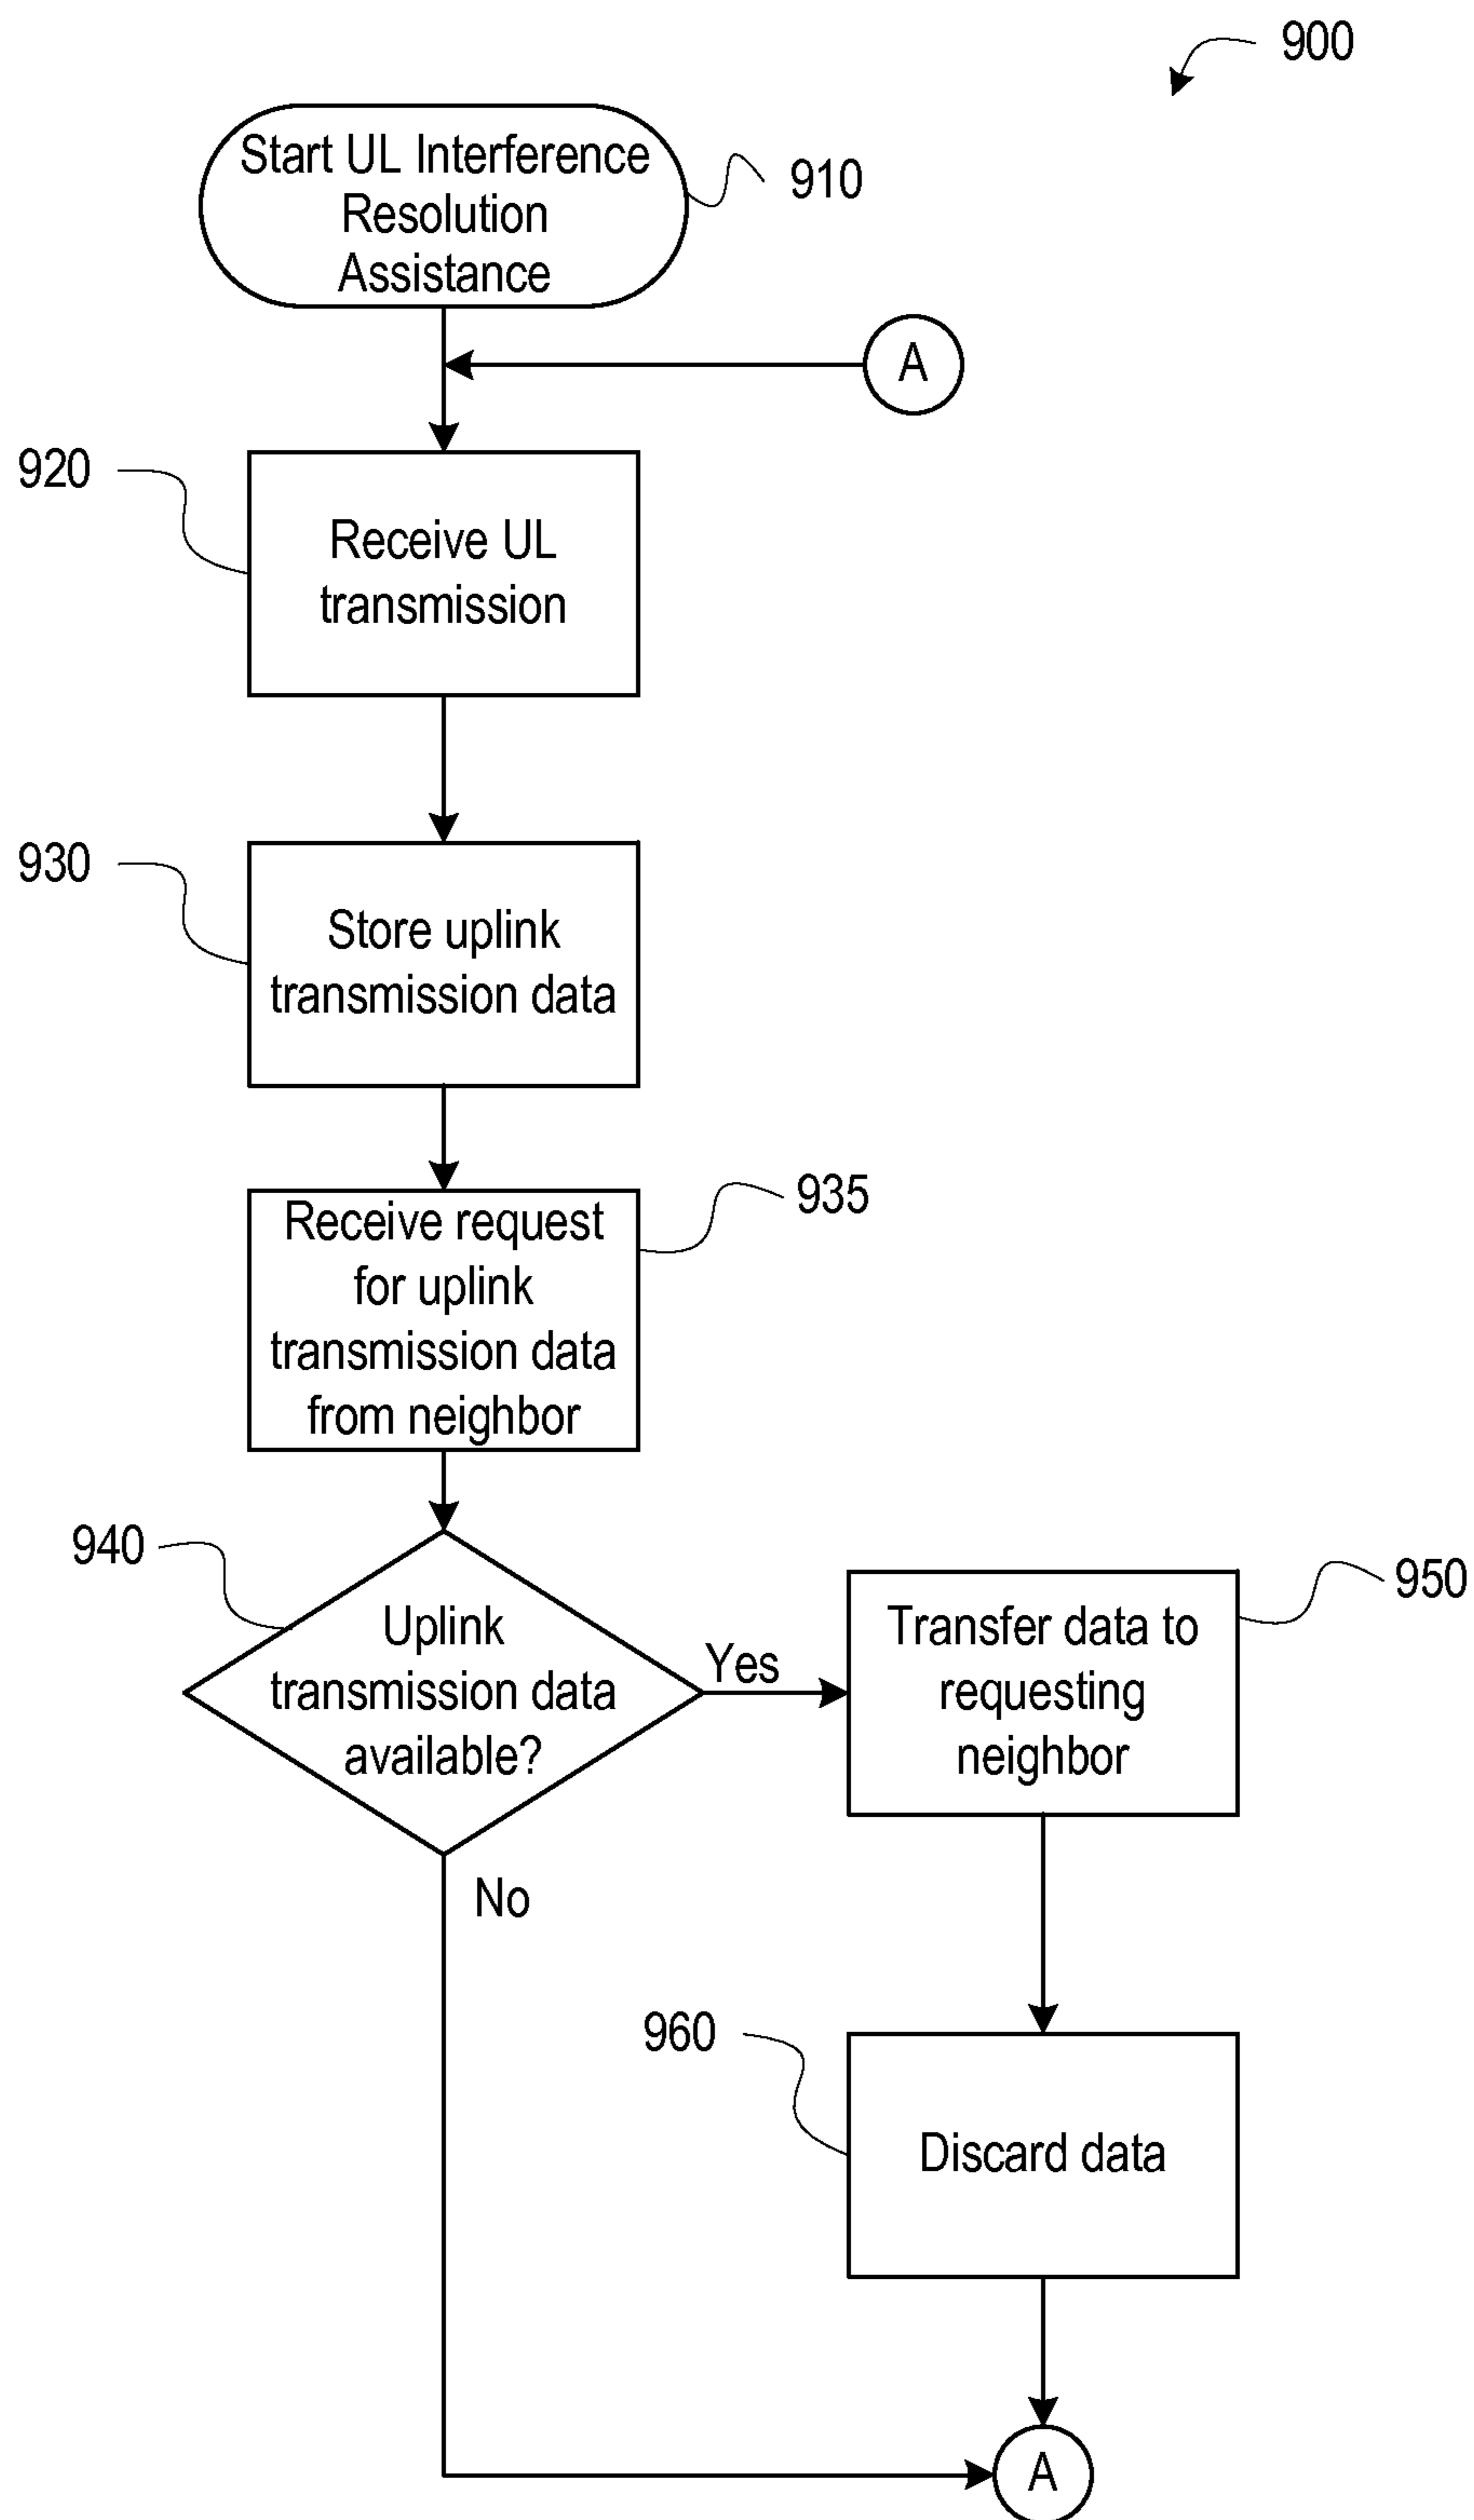 900
Start UL Interference
Resolution
Assistance
910
A
920
Receive UL
transmission
930
Store uplink
transmission data
935
Receive request
for uplink
transmission data
from neighbor
940
Uplink
transmission data
available?
Yes
No
950
Transfer data to
requesting
neighbor
960
Discard data
A